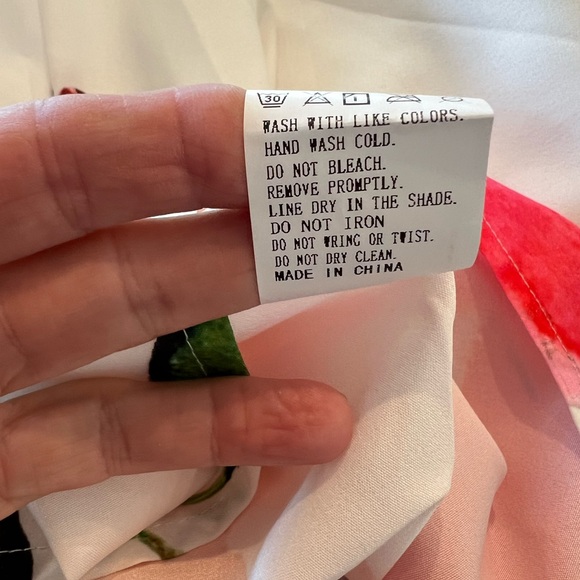 30
WASH WITH LIKE COLORS.
HAND WASH COLD.
DO NOT BLEACH.
REMOVE PROMPTLY.
LINE DRY IN THE SHADE.
DO NOT IRON
DO NOT WRING OR TWIST.
DO NOT DRY CLEAN.
MADE IN CHINA